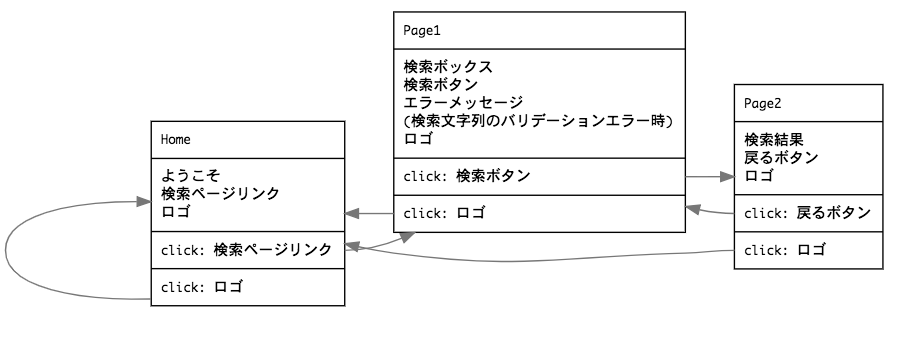 Home
ようこそ
検索ページリンク
ロゴ
click: 検索ページリンク
click: ロゴ
Page1
検索ボックス
検索ボタン
エラーメッセージ
(検索文字列のバリデーションエラー時)
ロゴ
click: 検索ボタン
click: ロゴ
Page2
検索結果
戻るボタン
ロゴ
click: 戻るボタン
click: ロゴ